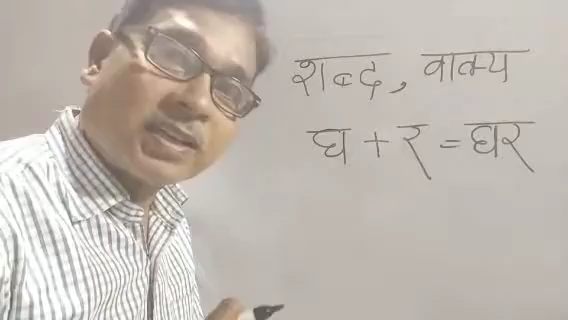 शब्द, वाक्य
घ + र = घर